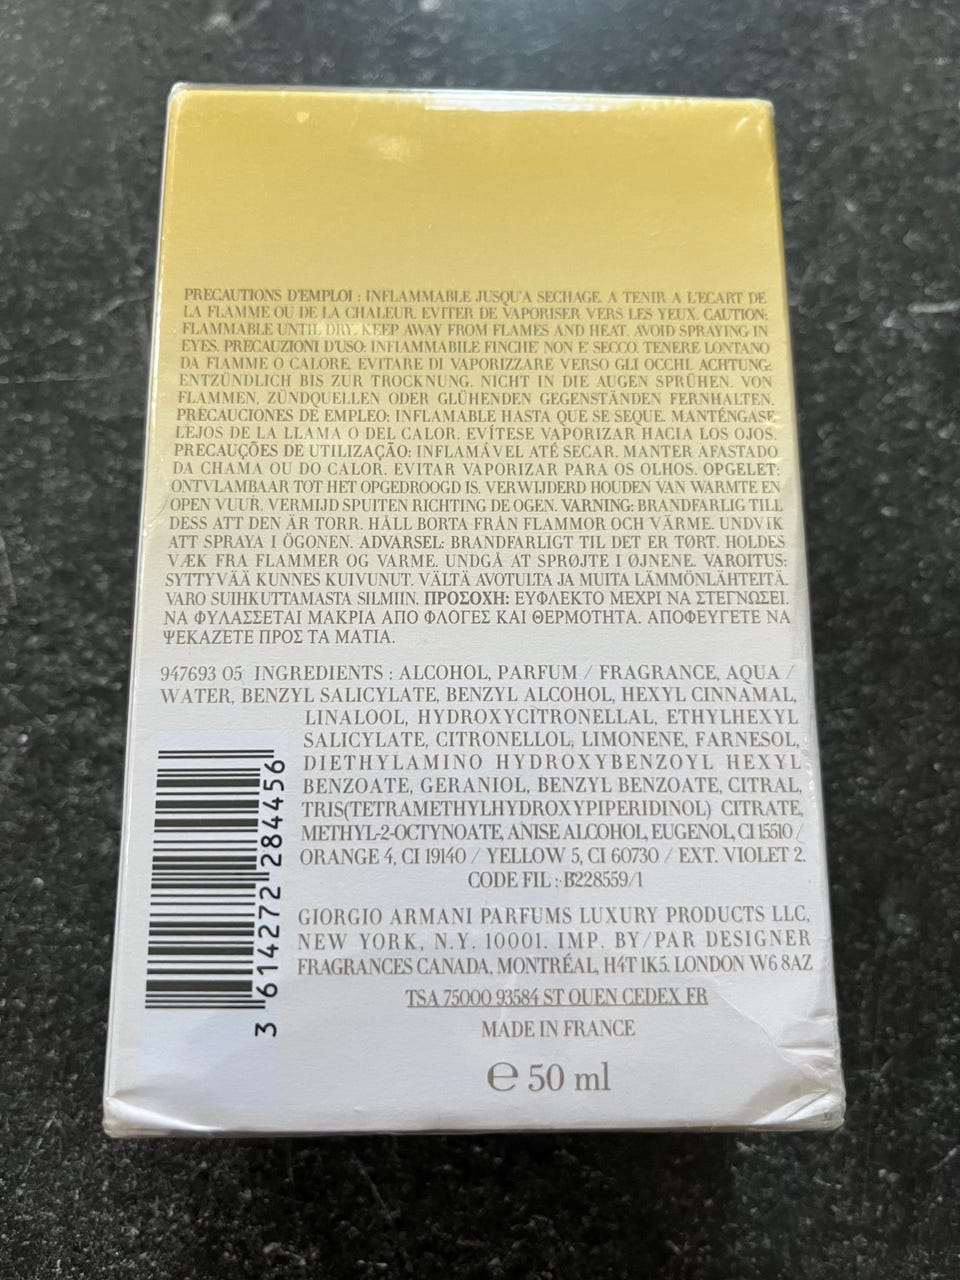 PRECAUTIONS D'EMPLOI : INFLAMMABLE JUSQU'A SECHAGE. A TENIR A L'ECART DE
LA FLAMME OU DE LA CHALEUR. EVITER DE VAPORISER VERS LES YEUX. CAUTION:
FLAMMABLE UNTIL DRY. KEEP AWAY FROM FLAMES AND HEAT. AVOID SPRAYING IN
EYES. PRECAUZIONI D'USO: INFIAMMABILE FINCHE' NON E' SECCO. TENERE LONTANO
DA FIAMME O CALORE. EVITARE DI VAPORIZZARE VERSO GLI OCCHI. ACHTUNG:
ENTZÜNDLICH BIS ZUR TROCKNUNG. NICHT IN DIE AUGEN SPRÜHEN. VON
FLAMMEN, ZÜNDQUELLEN ODER GLÜHENDEN GEGENSTÄNDEN FERNHALTEN.
PRECAUCIONES DE EMPLEO: INFLAMABLE HASTA QUE SE SEQUE. MANTÉNGASE
LEJOS DE LA LLAMA O DEL CALOR. EVÍTESE VAPORIZAR HACIA LOS OJOS.
PRECAUÇÕES DE UTILIZAÇÃO: INFLAMÁVEL ATÉ SECAR. MANTER AFASTADO
DA CHAMA OU DO CALOR. EVITAR VAPORIZAR PARA OS OLHOS. OPGELET:
ONTVLAMBAAR TOT HET OPGEDROOGD IS. VERWIJDERD HOUDEN VAN WARMTE EN
OPEN VUUR. VERMIJD SPUITEN RICHTING DE OGEN. VARNING: BRANDFARLIG TILL
DESS ATT DEN ÄR TORR. HÅLL BORTA FRÅN FLAMMOR OCH VÄRME. UNDVIK
ATT SPRAYA I ÖGONEN. ADVARSEL: BRANDFARLIGT TIL DET ER TØRT. HOLDES
VÆK FRA FLAMMER OG VARME. UNDGÅ AT SPRØJTE I ØJNENE. VAROITUS:
SYTTYVÄÄ KUNNES KUIVUNUT. VÄLTÄ AVOTULTA JA MUITA LÄMMÖNLÄHTEITÄ.
VARO SUIHKUTTAMASTA SILMIIN. ΠΡΟΣΟΧΗ: ΕΥΦΛΕΚΤΟ ΜΕΧΡΙ ΝΑ ΣΤΕΓΝΩΣΕΙ.
ΝΑ ΦΥΛΑΣΣΕΤΑΙ ΜΑΚΡΙΑ ΑΠΟ ΦΛΟΓΕΣ ΚΑΙ ΘΕΡΜΟΤΗΤΑ. ΑΠΟΦΕΥΓΕΤΕ ΝΑ
ΨΕΚΑΖΕΤΕ ΠΡΟΣ ΤΑ ΜΑΤΙΑ.
947693 05 INGREDIENTS : ALCOHOL, PARFUM / FRAGRANCE, AQUA /
WATER, BENZYL SALICYLATE, BENZYL ALCOHOL, HEXYL CINNAMAL,
LINALOOL, HYDROXYCITRONELLAL, ETHYLHEXYL
SALICYLATE, CITRONELLOL, LIMONENE, FARNESOL,
DIETHYLAMINO HYDROXYBENZOYL HEXYL
BENZOATE, GERANIOL, BENZYL BENZOATE, CITRAL,
TRIS(TETRAMETHYLHYDROXYPIPERIDINOL) CITRATE,
METHYL-2-OCTYNOATE, ANISE ALCOHOL, EUGENOL, CI 15510 /
ORANGE 4, CI 19140 / YELLOW 5, CI 60730 / EXT. VIOLET 2.
CODE FIL : B228559/1
3 614272 284456
GIORGIO ARMANI PARFUMS LUXURY PRODUCTS LLC,
NEW YORK, N.Y. 10001. IMP. BY/PAR DESIGNER
FRAGRANCES CANADA, MONTRÉAL, H4T 1K5. LONDON W6 8AZ
TSA 75000 93584 ST OUEN CEDEX FR
MADE IN FRANCE
℮ 50 ml